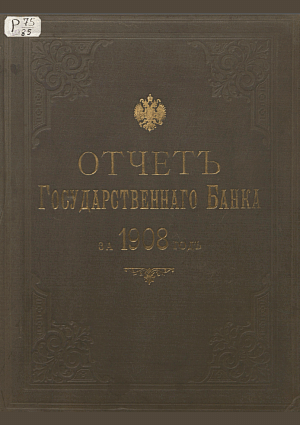 Р 75
85
ОТЧЕТЪ
ГОСУДАРСТВЕННАГО БАНКА
ЗА 1908 ГОДЪ